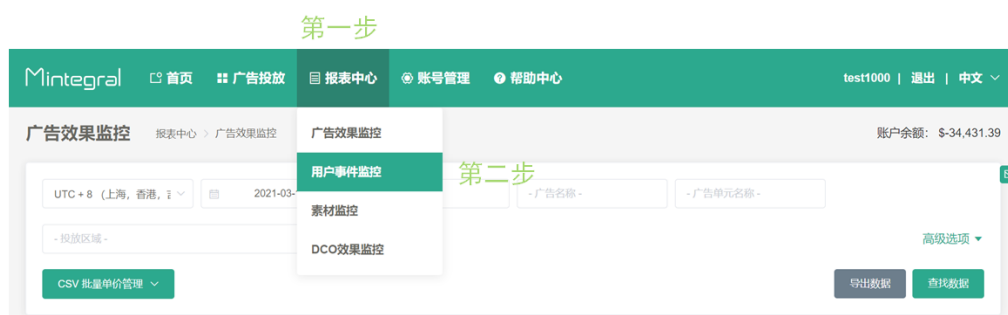 第一步
Mintegral 首页 广告投放 报表中心 账号管理 帮助中心 test1000 | 退出 | 中文
广告效果监控 报表中心 > 广告效果监控 账户余额： $-34,431.39
广告效果监控
用户事件监控 第二步
素材监控
DCO效果监控
UTC + 8 (上海, 香港, 2021-03- - 广告名称 - - 广告单元名称 -
- 投放区域 - 高级选项
CSV 批量单价管理 导出数据 查找数据